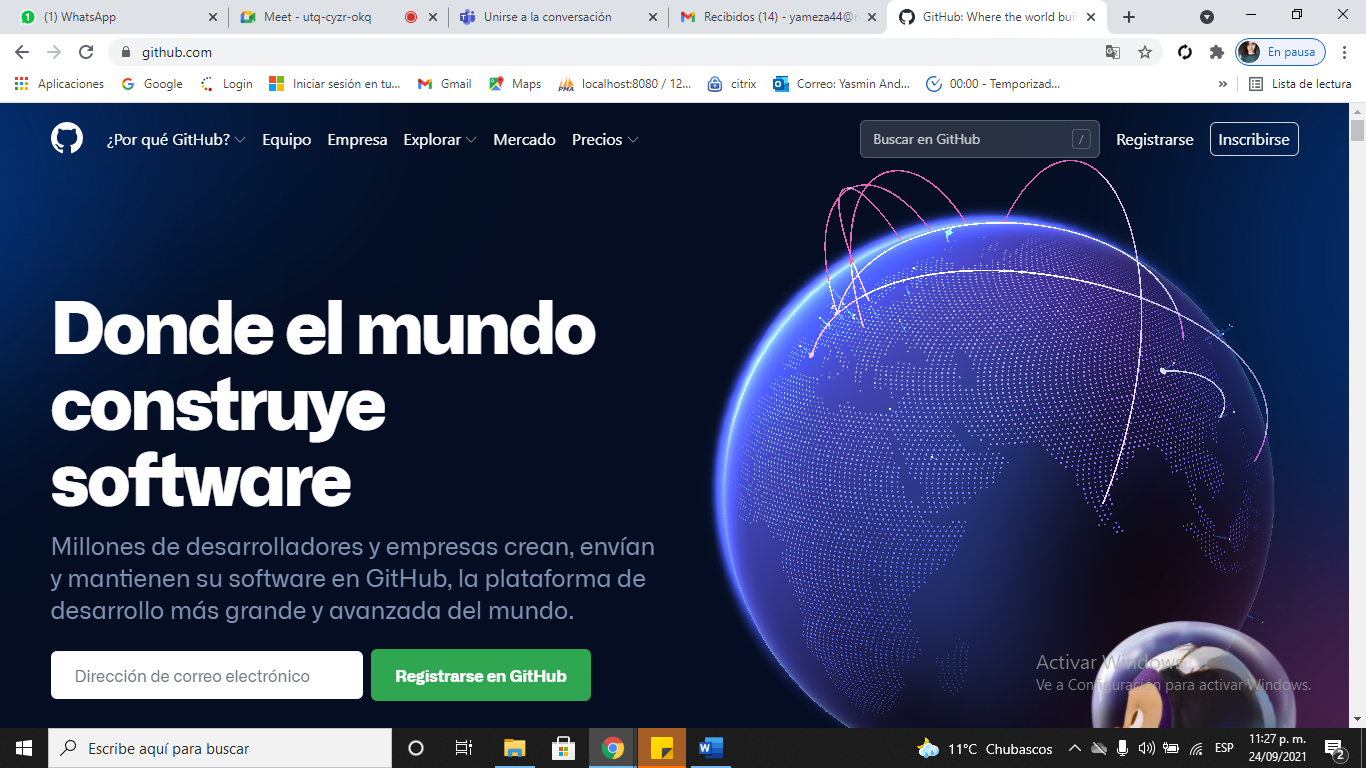 (1) WhatsApp
Meet - utq-cyzr-okq
Unirse a la conversación
Recibidos (14) - yameza44@
GitHub: Where the world buil
github.com
En pausa
Aplicaciones
Google
Login
Iniciar sesión en tu...
Gmail
Maps
localhost:8080 / 12...
citrix
Correo: Yasmin And...
00:00 - Temporizad...
»
Lista de lectura
¿Por qué GitHub?
Equipo
Empresa
Explorar
Mercado
Precios
Buscar en GitHub
/
Registrarse
Inscribirse
Donde el mundo
construye
software
Millones de desarrolladores y empresas crean, envían
y mantienen su software en GitHub, la plataforma de
desarrollo más grande y avanzada del mundo.
Dirección de correo electrónico
Registrarse en GitHub
Activar Windows
Ve a Configuración para activar Windows.
Escribe aquí para buscar
11°C Chubascos
ESP
11:27 p. m.
24/09/2021
2